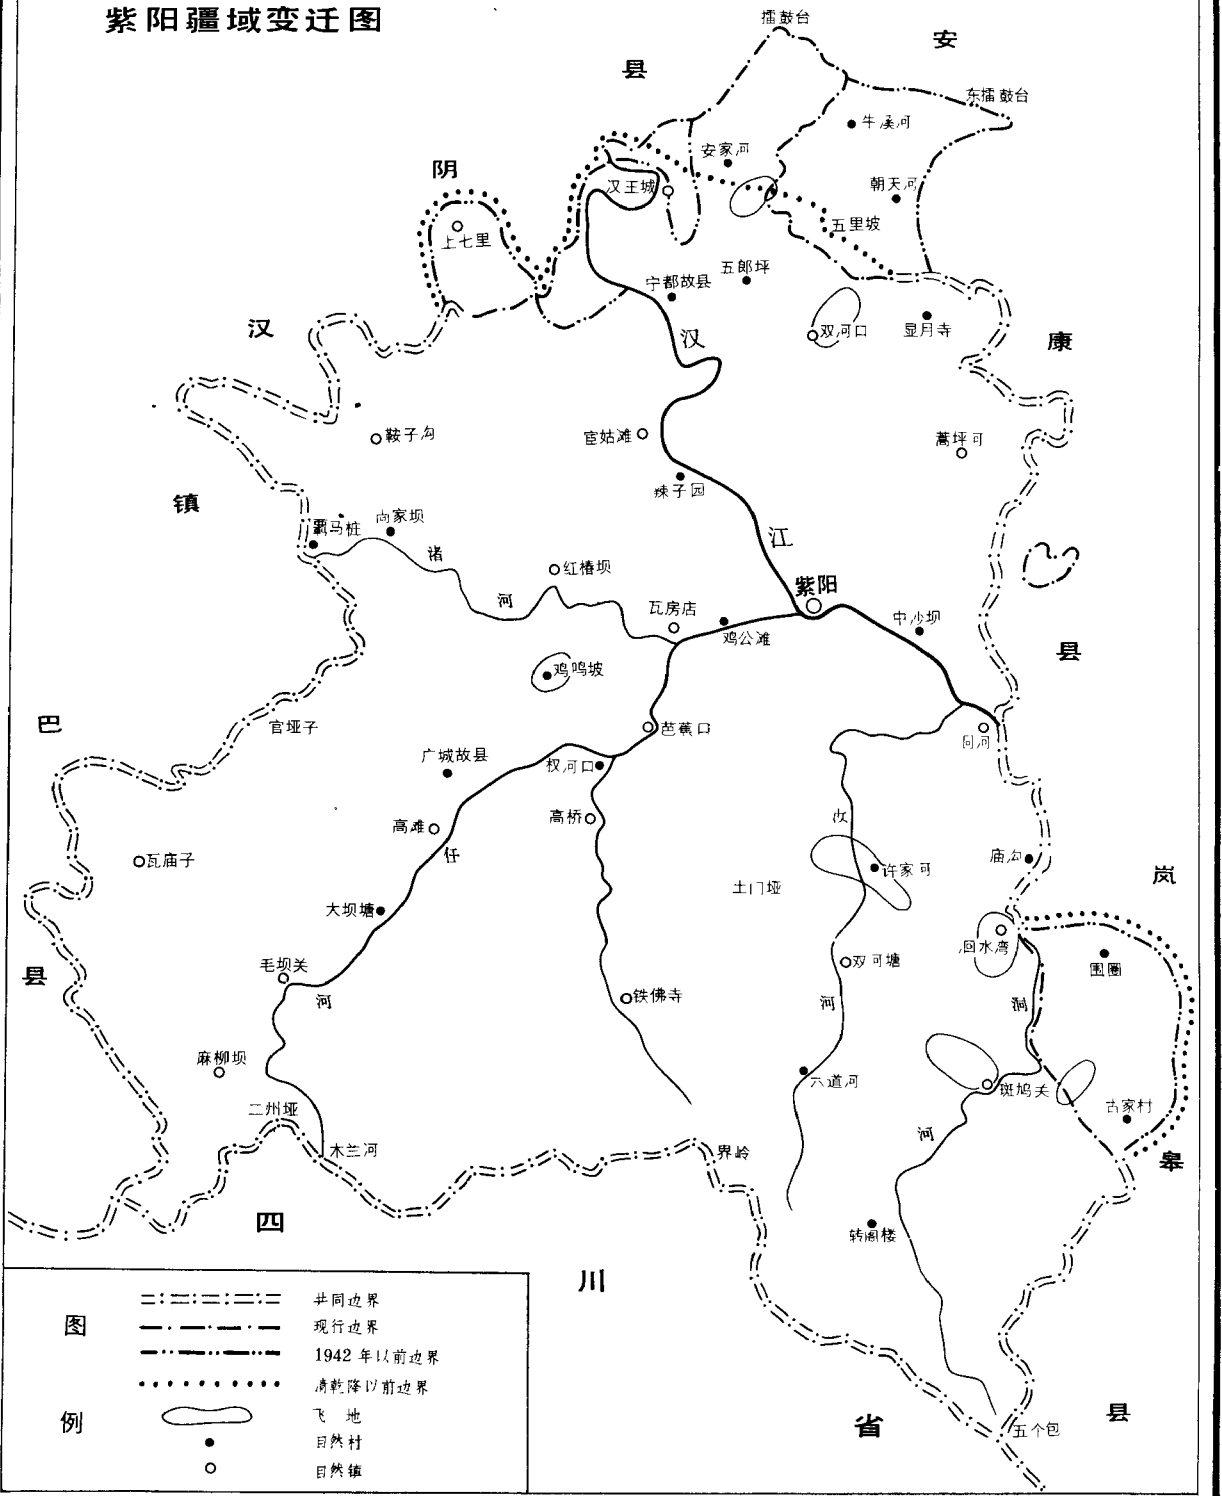 紫阳疆域变迁图
擂鼓台
安
县
东擂鼓台
牛溪河
安家河
阴
朝天河
汉王城
五里坡
上七里
五郎坪
宁都故县
汉
汉
双河口
显月寺
康
鞍子沟
官姑滩
蒿坪河
辣子园
镇
尚家坝
马桩
江
渚
红椿坝
河
紫阳
瓦房店
中沙坝
鸡公滩
县
鸡鸣坡
巴
官垭子
芭蕉口
洄河
广城故县
权河口
高桥
汝
高滩
任
瓦庙子
庙沟
许家河
岚
土门垭
大坝塘
回水湾
双河塘
围圈
毛坝关
县
河
铁佛寺
河
洞
麻柳坝
六道河
斑鸠关
二州垭
古家村
河
木兰河
界岭
皋
四
转阁楼
川
省
县
五个包
图例
共同边界
现行边界
1942年以前边界
清乾隆以前边界
飞地
自然村
自然镇